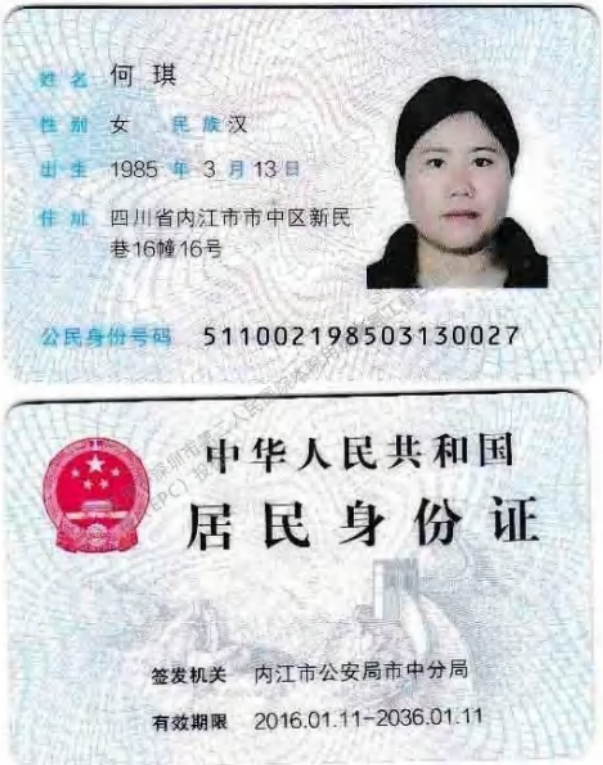 姓名 何琪
性别 女 民族 汉
出生 1985 年 3 月 13 日
住址 四川省内江市市中区新民
巷16幢16号
公民身份号码 511002198503130027
中华人民共和国
居民身份证
签发机关 内江市公安局市中分局
有效期限 2016.01.11-2036.01.11